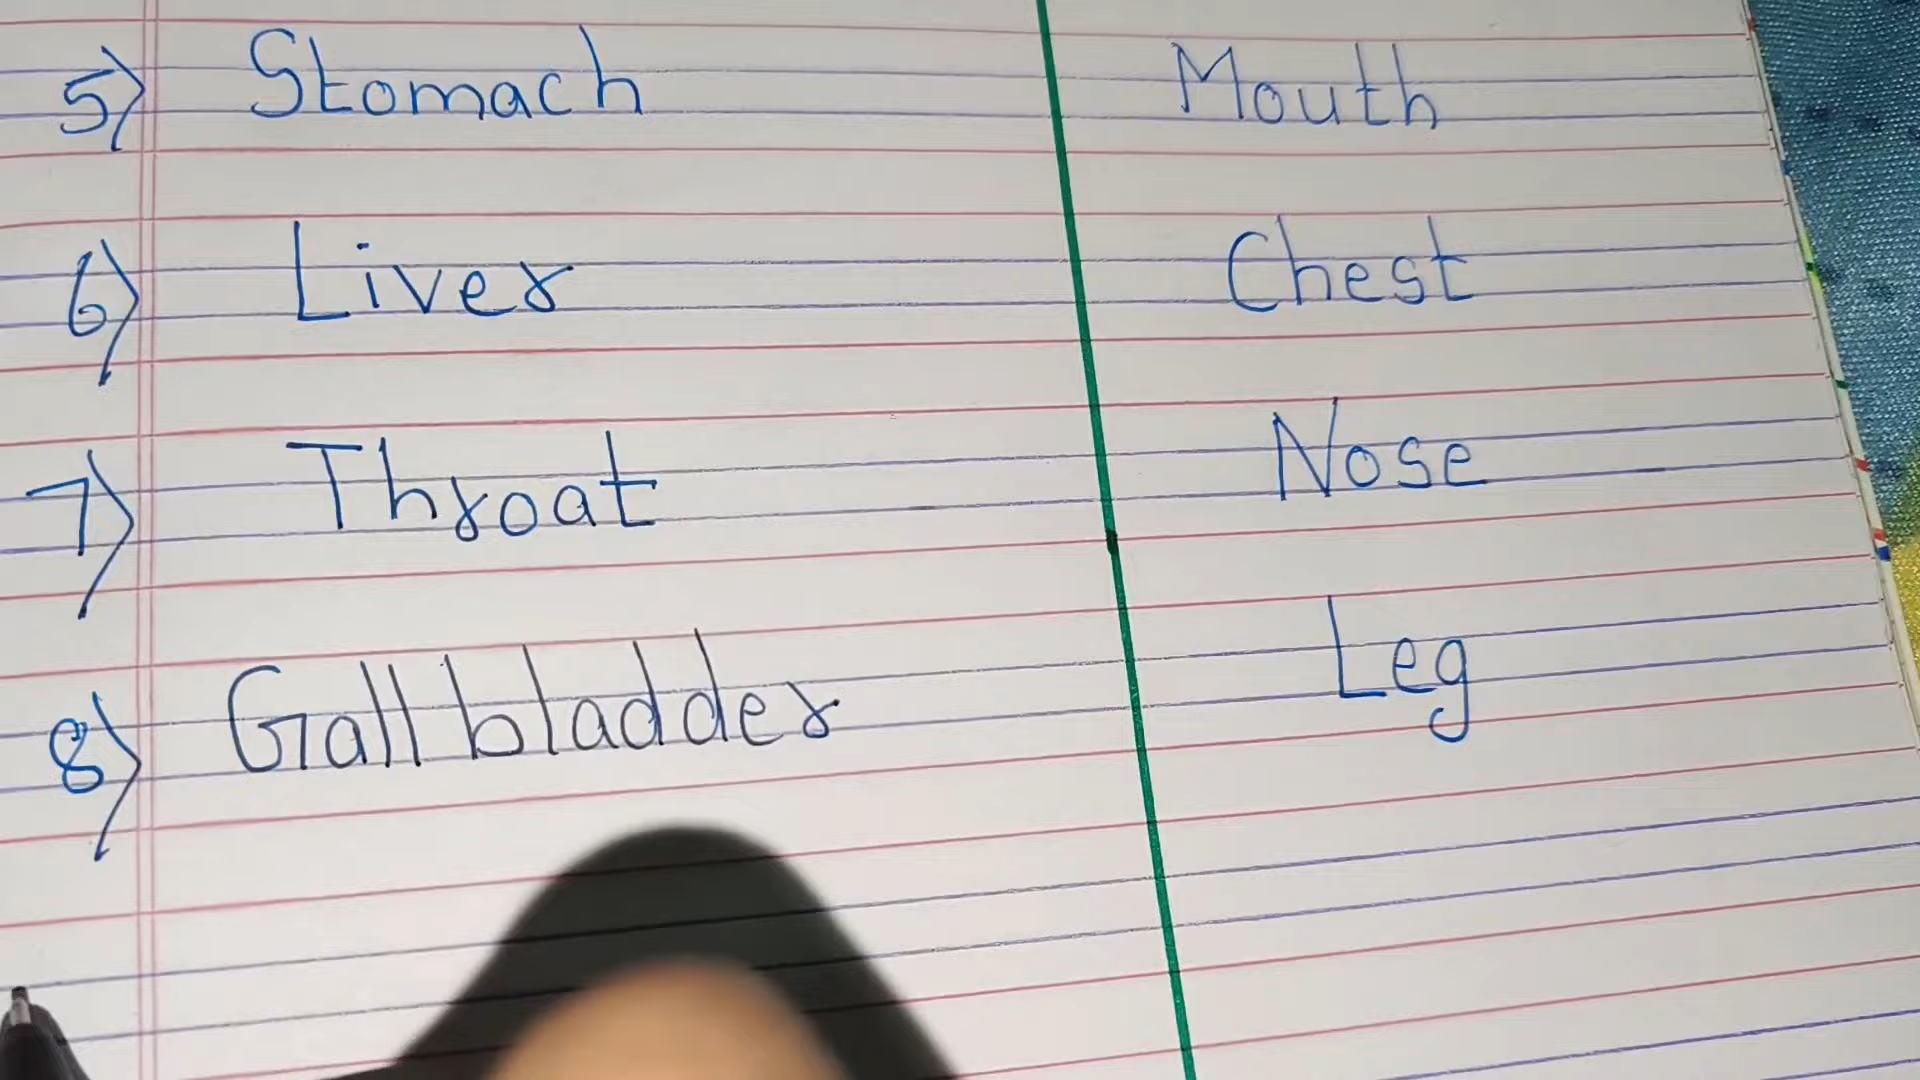 5) Stomach Mouth
6) Liver Chest
7) Throat Nose
8) Gall bladder Leg